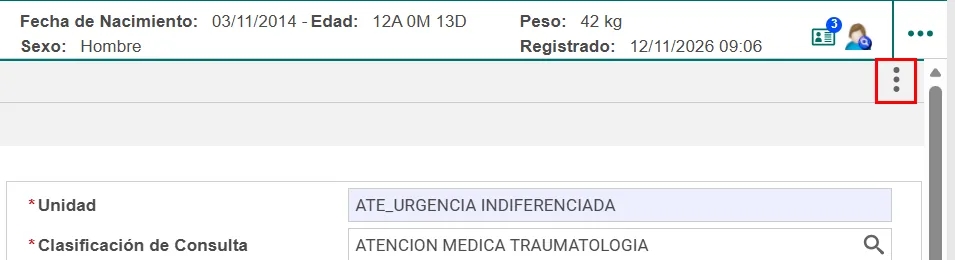 Fecha de Nacimiento: 03/11/2014 - Edad: 12A 0M 13D Peso: 42 kg
3
Sexo: Hombre Registrado: 12/11/2026 09:06
* Unidad ATE_URGENCIA INDIFERENCIADA
* Clasificación de Consulta ATENCION MEDICA TRAUMATOLOGIA